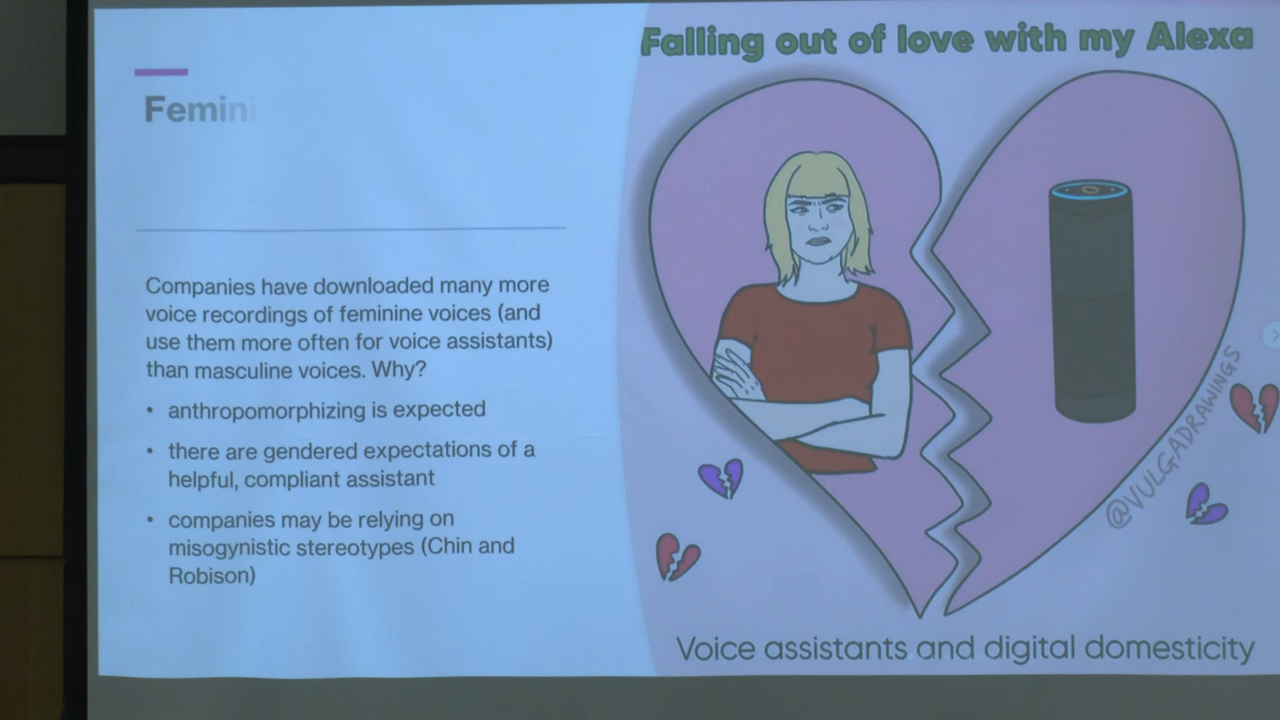 Femini
Companies have downloaded many more
voice recordings of feminine voices (and
use them more often for voice assistants)
than masculine voices. Why?
• anthropomorphizing is expected
• there are gendered expectations of a
helpful, compliant assistant
• companies may be relying on
misogynistic stereotypes (Chin and
Robison)
Falling out of love with my Alexa
@VULGADRAWINGS
Voice assistants and digital domesticity